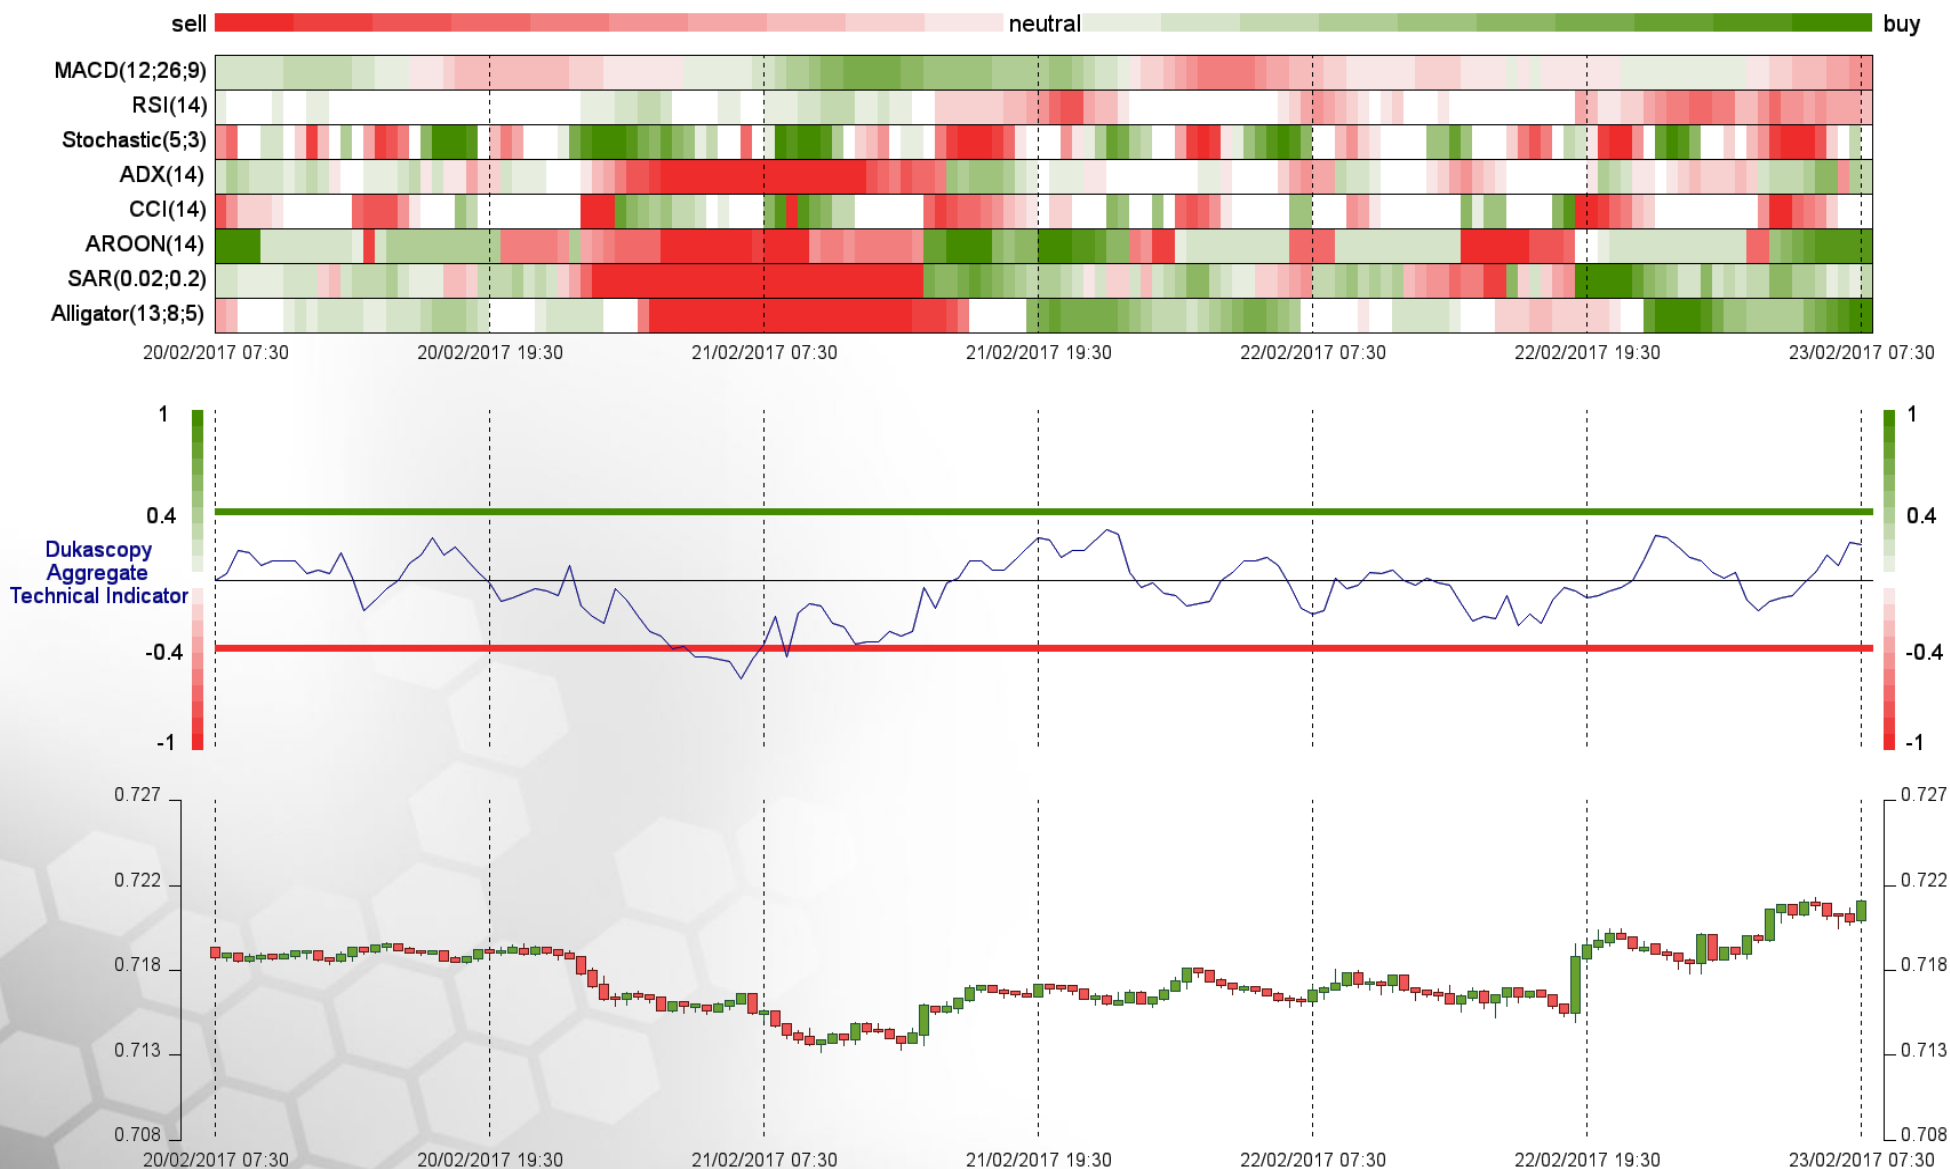 sell neutral buy
MACD(12;26;9)
RSI(14)
Stochastic(5;3)
ADX(14)
CCI(14)
AROON(14)
SAR(0.02;0.2)
Alligator(13;8;5)
20/02/2017 07:30 20/02/2017 19:30 21/02/2017 07:30 21/02/2017 19:30 22/02/2017 07:30 22/02/2017 19:30 23/02/2017 07:30
1 1
0.4 0.4
Dukascopy
Aggregate
Technical Indicator
-0.4 -0.4
-1 -1
0.727 0.727
0.722 0.722
0.718 0.718
0.713 0.713
0.708 0.708
20/02/2017 07:30 20/02/2017 19:30 21/02/2017 07:30 21/02/2017 19:30 22/02/2017 07:30 22/02/2017 19:30 23/02/2017 07:30